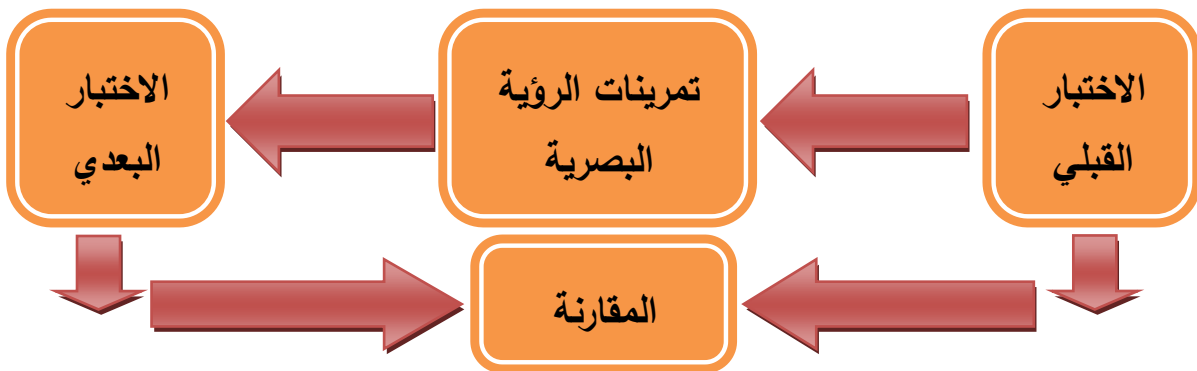 الاختبار
القبلي
تمرينات الرؤية
البصرية
الاختبار
البعدي
المقارنة